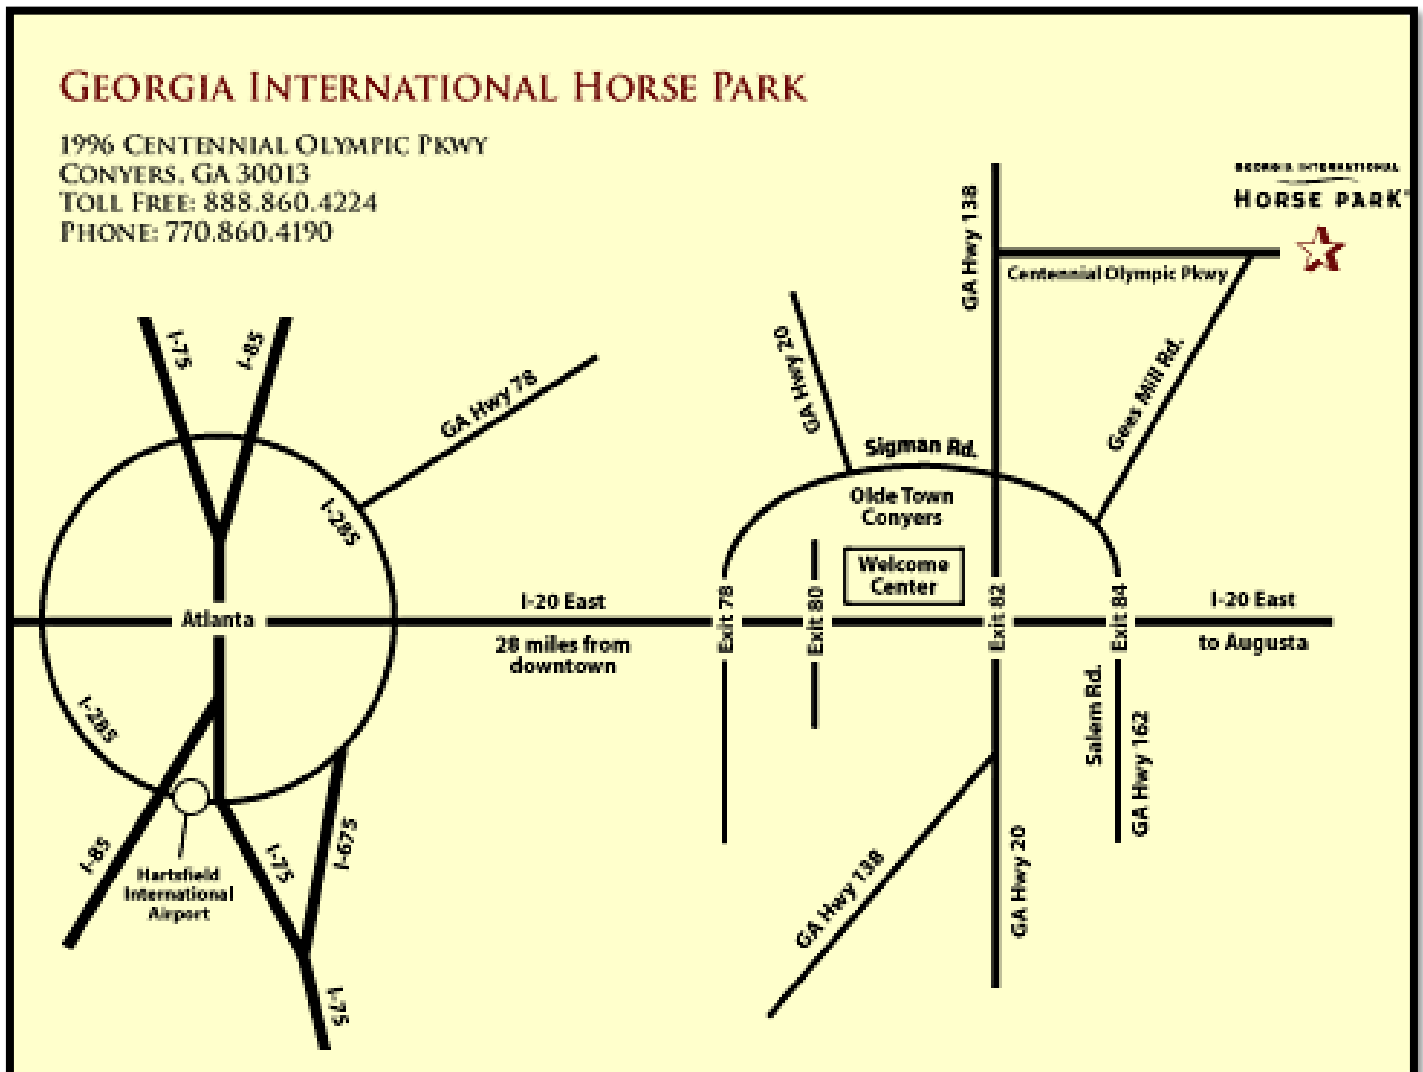 GEORGIA INTERNATIONAL HORSE PARK
1996 CENTENNIAL OLYMPIC PKWY
CONYERS, GA 30013
TOLL FREE: 888.860.4224
PHONE: 770.860.4190
GEORGIA INTERNATIONAL
HORSE PARK
GA Hwy 138
Centennial Olympic Pkwy
I-75
I-85
GA Hwy 78
GA Hwy 20
Gees Mill Rd.
Sigman Rd.
I-285
Olde Town
Conyers
Welcome
Center
Atlanta
I-20 East
28 miles from
downtown
Exit 78
Exit 80
Exit 82
Exit 84
I-20 East
to Augusta
I-285
Salem Rd.
GA Hwy 162
I-85
Hartsfield
International
Airport
I-75
I-675
GA Hwy 138
GA Hwy 20
I-75